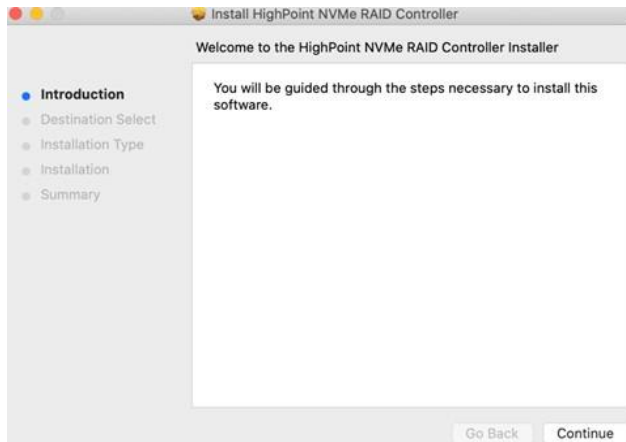 Install HighPoint NVMe RAID Controller
Welcome to the HighPoint NVMe RAID Controller Installer
Introduction
Destination Select
Installation Type
Installation
Summary
You will be guided through the steps necessary to install this
software.
Go Back
Continue